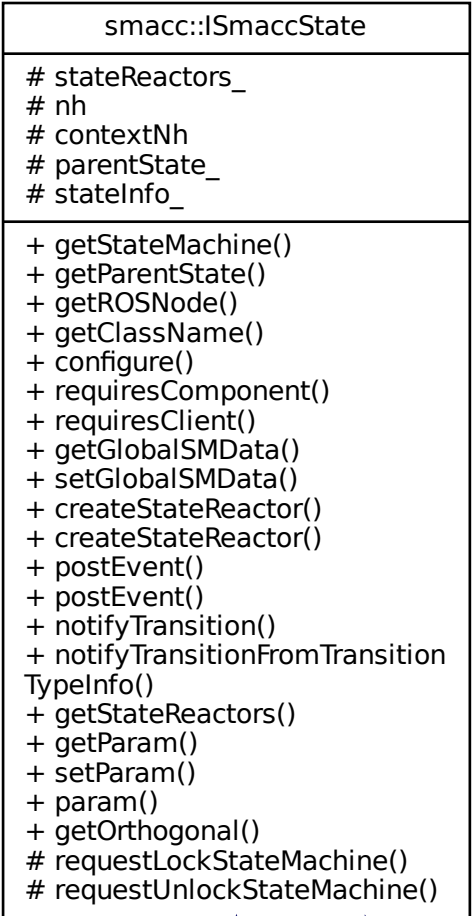 smacc::ISmaccState
# stateReactors_
# nh
# contextNh
# parentState_
# stateInfo_
+ getStateMachine()
+ getParentState()
+ getROSNode()
+ getClassName()
+ configure()
+ requiresComponent()
+ requiresClient()
+ getGlobalSMData()
+ setGlobalSMData()
+ createStateReactor()
+ createStateReactor()
+ postEvent()
+ postEvent()
+ notifyTransition()
+ notifyTransitionFromTransition
TypeInfo()
+ getStateReactors()
+ getParam()
+ setParam()
+ param()
+ getOrthogonal()
# requestLockStateMachine()
# requestUnlockStateMachine()